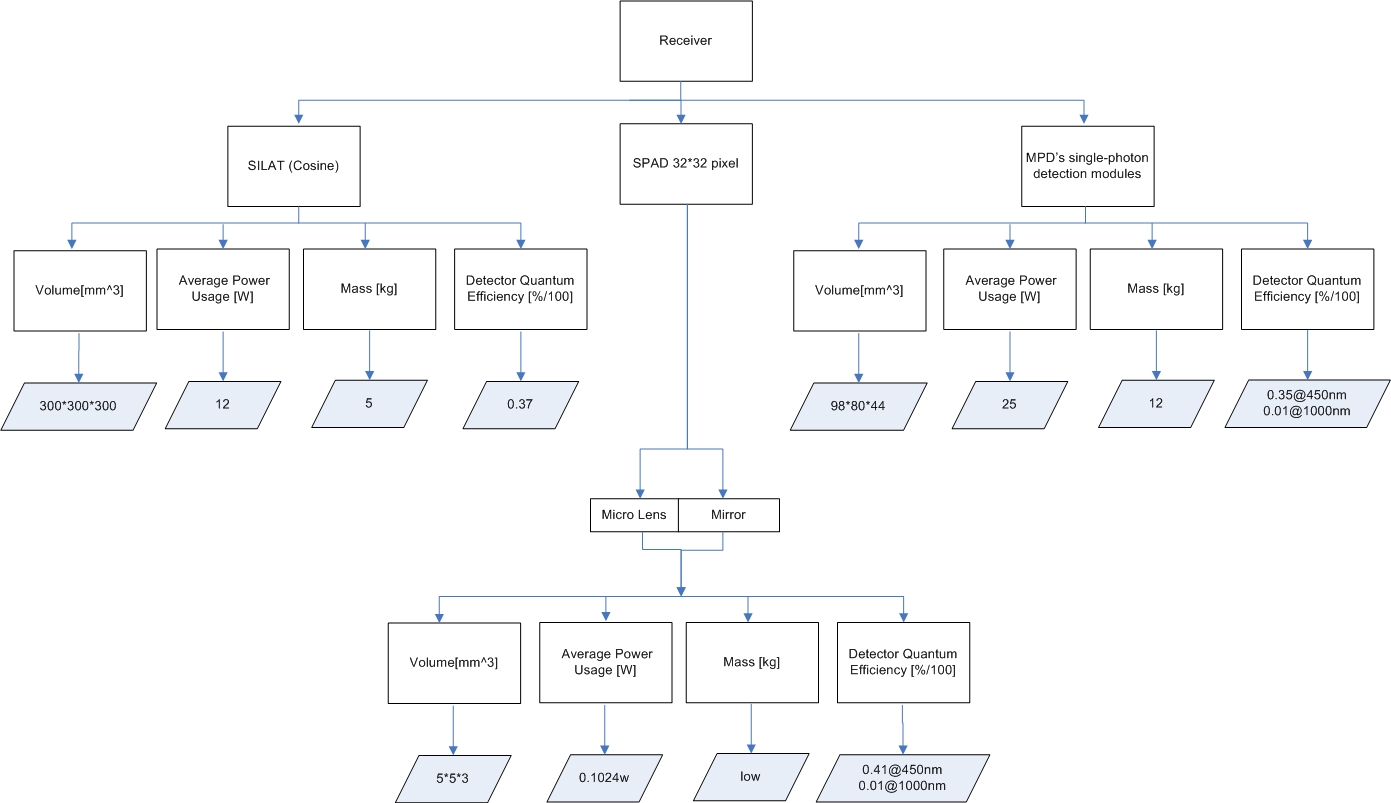 Receiver
SILAT (Cosine)
SPAD 32*32 pixel
MPD's single-photon
detection modules
Volume[mm^3]
Average Power
Usage [W]
Mass [kg]
Detector Quantum
Efficiency [%/100]
Volume[mm^3]
Average Power
Usage [W]
Mass [kg]
Detector Quantum
Efficiency [%/100]
300*300*300
12
5
0.37
98*80*44
25
12
0.35@450nm
0.01@1000nm
Micro Lens
Mirror
Volume[mm^3]
Average Power
Usage [W]
Mass [kg]
Detector Quantum
Efficiency [%/100]
5*5*3
0.1024w
low
0.41@450nm
0.01@1000nm